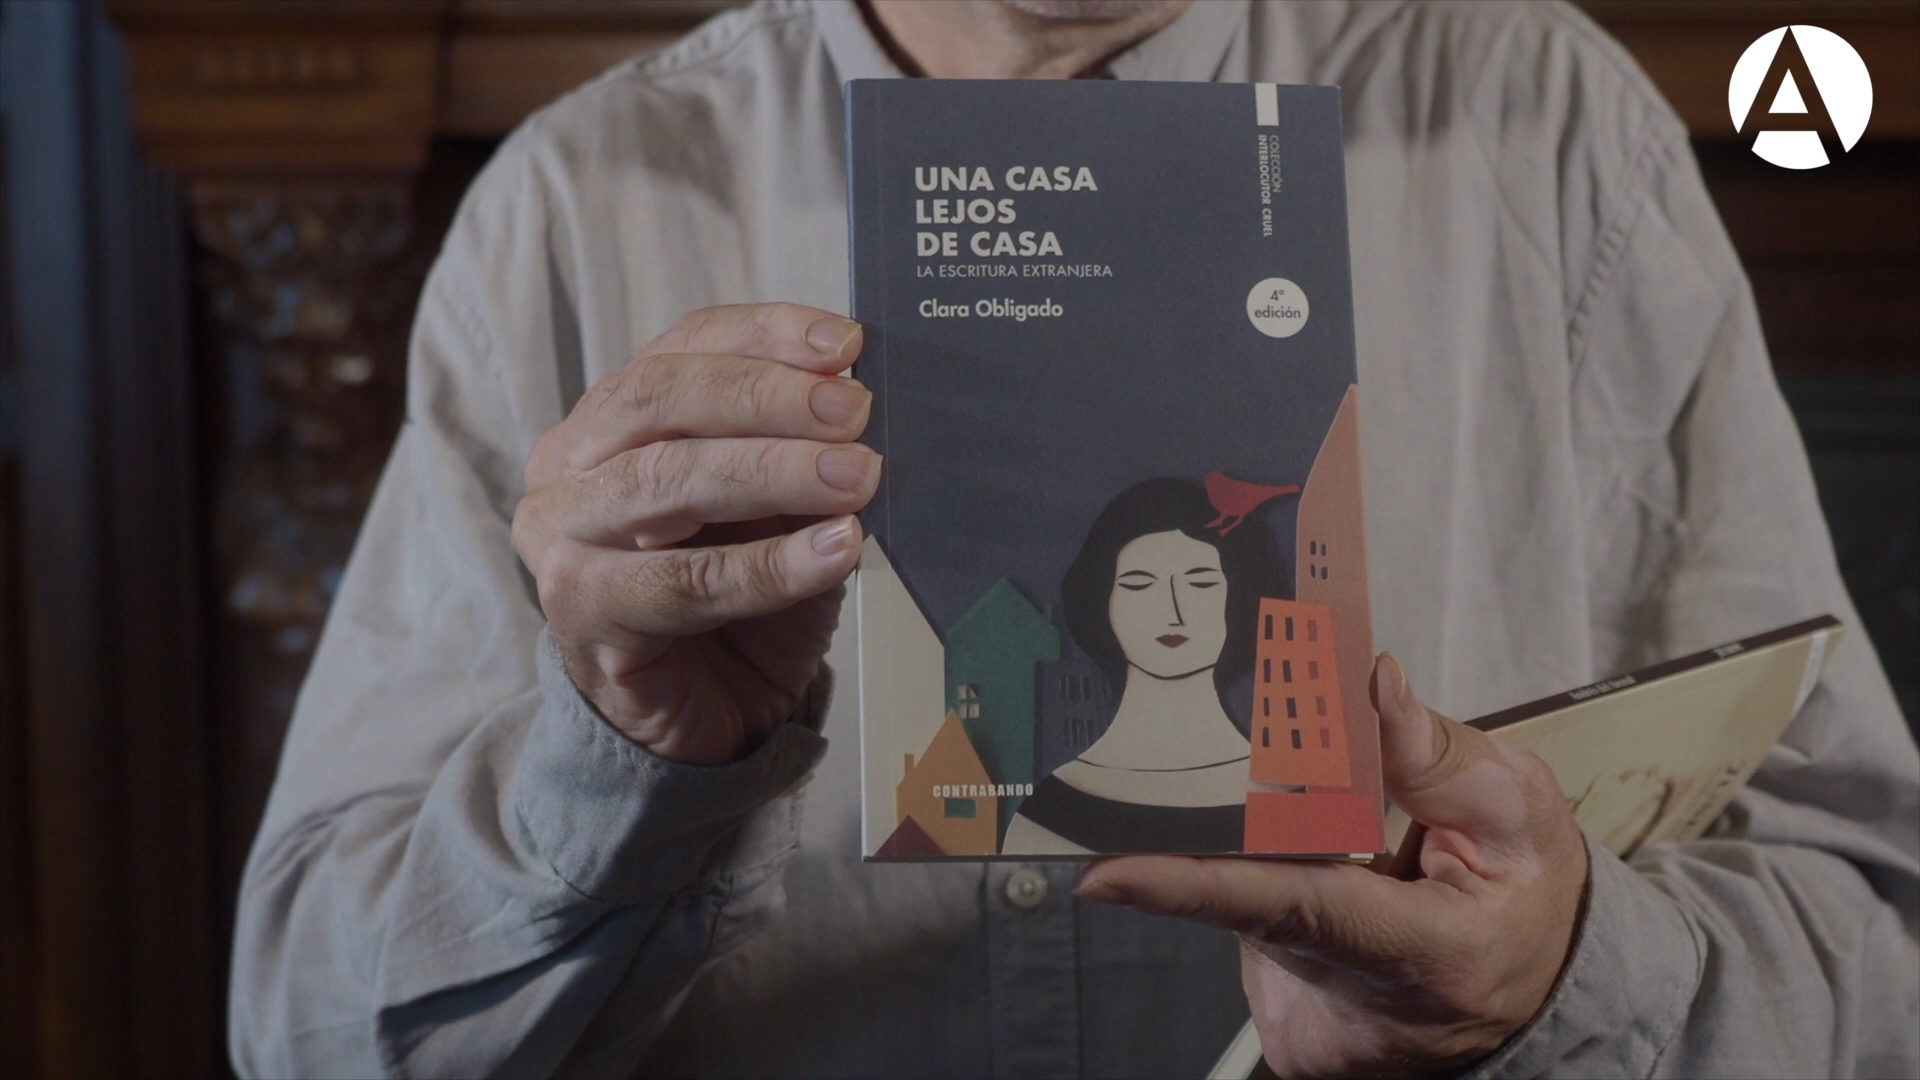 UNA CASA
LEJOS
DE CASA
LA ESCRITURA EXTRANJERA
Clara Obligado
COLECCIÓN
INTERLOCUTOR CRUEL
4ª
edición
CONTRABANDO